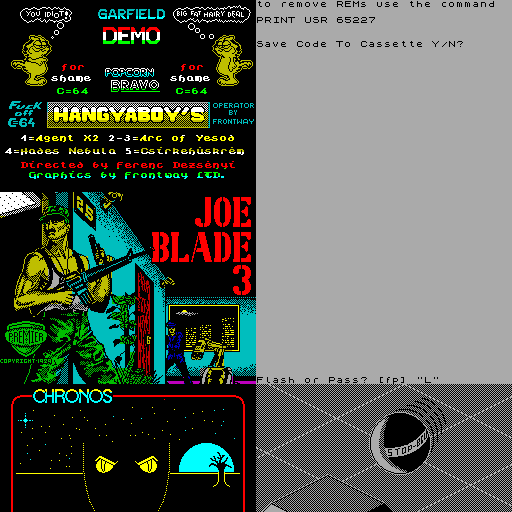 YOU IDIOT!
GARFIELD
BIG FAT HAIRY DEAL
DEMO
for
shame
C=64
POPCORN
BRAVO
for
shame
C=64
Fuck
off
C-64
HANGYABOY'S
OPERATOR
BY
FRONTWAY
1=Agent X2 2-3=Arc of Yesod
4=Hades Nebula 5=Csirkehúskrém
Directed by Ferenc Dezsényi
Graphics by Frontway LTD.
to remove REMs use the command
PRINT USR 65227
Save Code To Cassette Y/N?
Flash or Pass? [fp] "L"
25
JOE
BLADE
3
PREMIER
COPYRIGHT 1989
CHRONOS
STOP-BALL